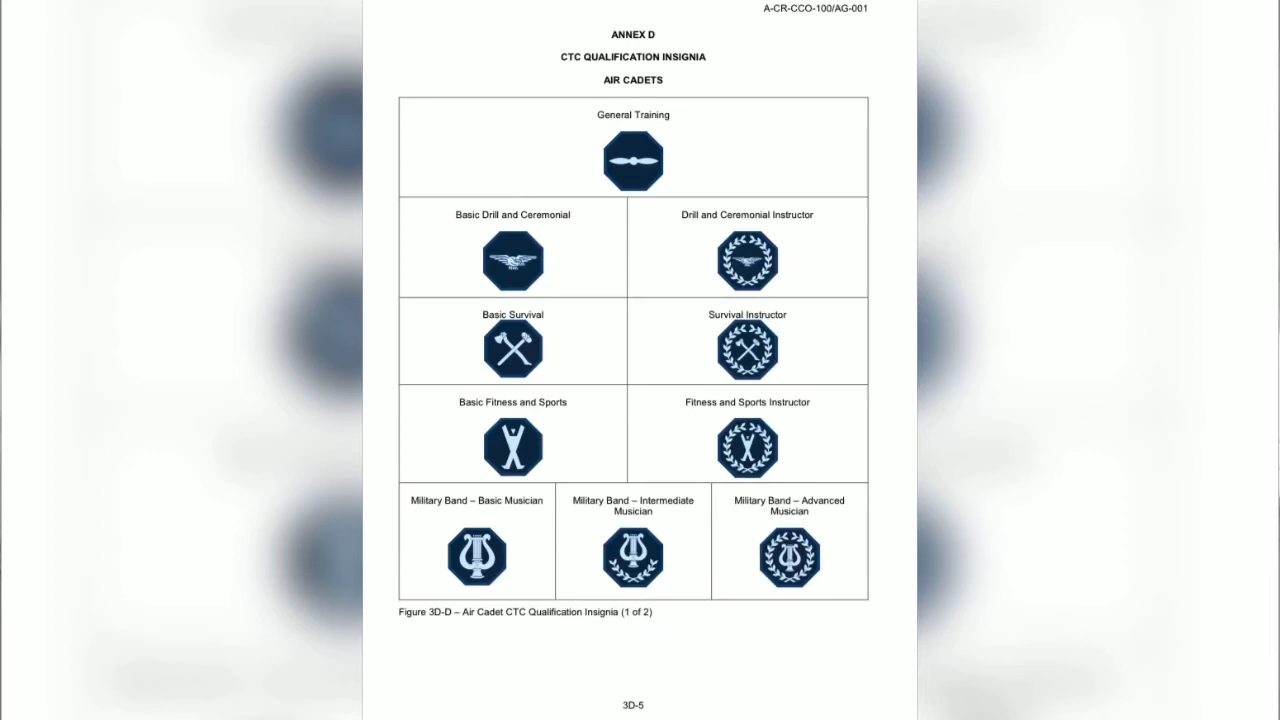 A-CR-CCO-100/AG-001
ANNEX D
CTC QUALIFICATION INSIGNIA
AIR CADETS
General Training
Basic Drill and Ceremonial
Drill and Ceremonial Instructor
Basic Survival
Survival Instructor
Basic Fitness and Sports
Fitness and Sports Instructor
Military Band – Basic Musician
Military Band – Intermediate
Musician
Military Band – Advanced
Musician
Figure 3D-D – Air Cadet CTC Qualification Insignia (1 of 2)
3D-5